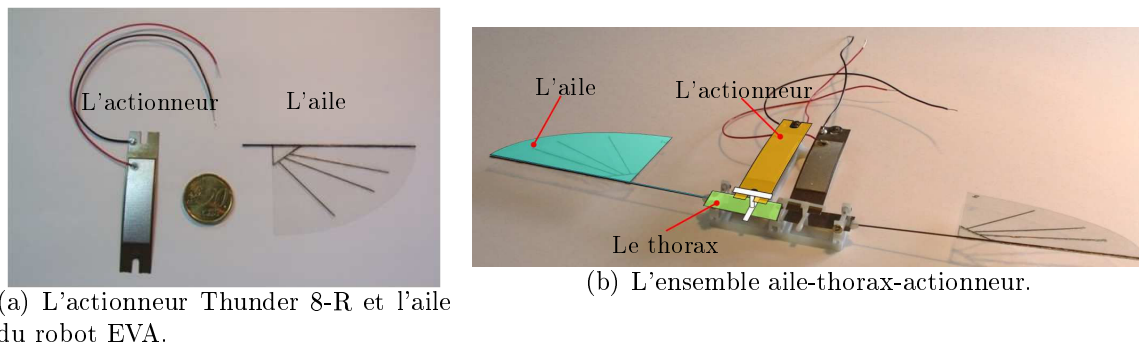 L'actionneur
L'aile
(a) L'actionneur Thunder 8-R et l'aile
du robot EVA.
L'aile
L'actionneur
Le thorax
(b) L'ensemble aile-thorax-actionneur.